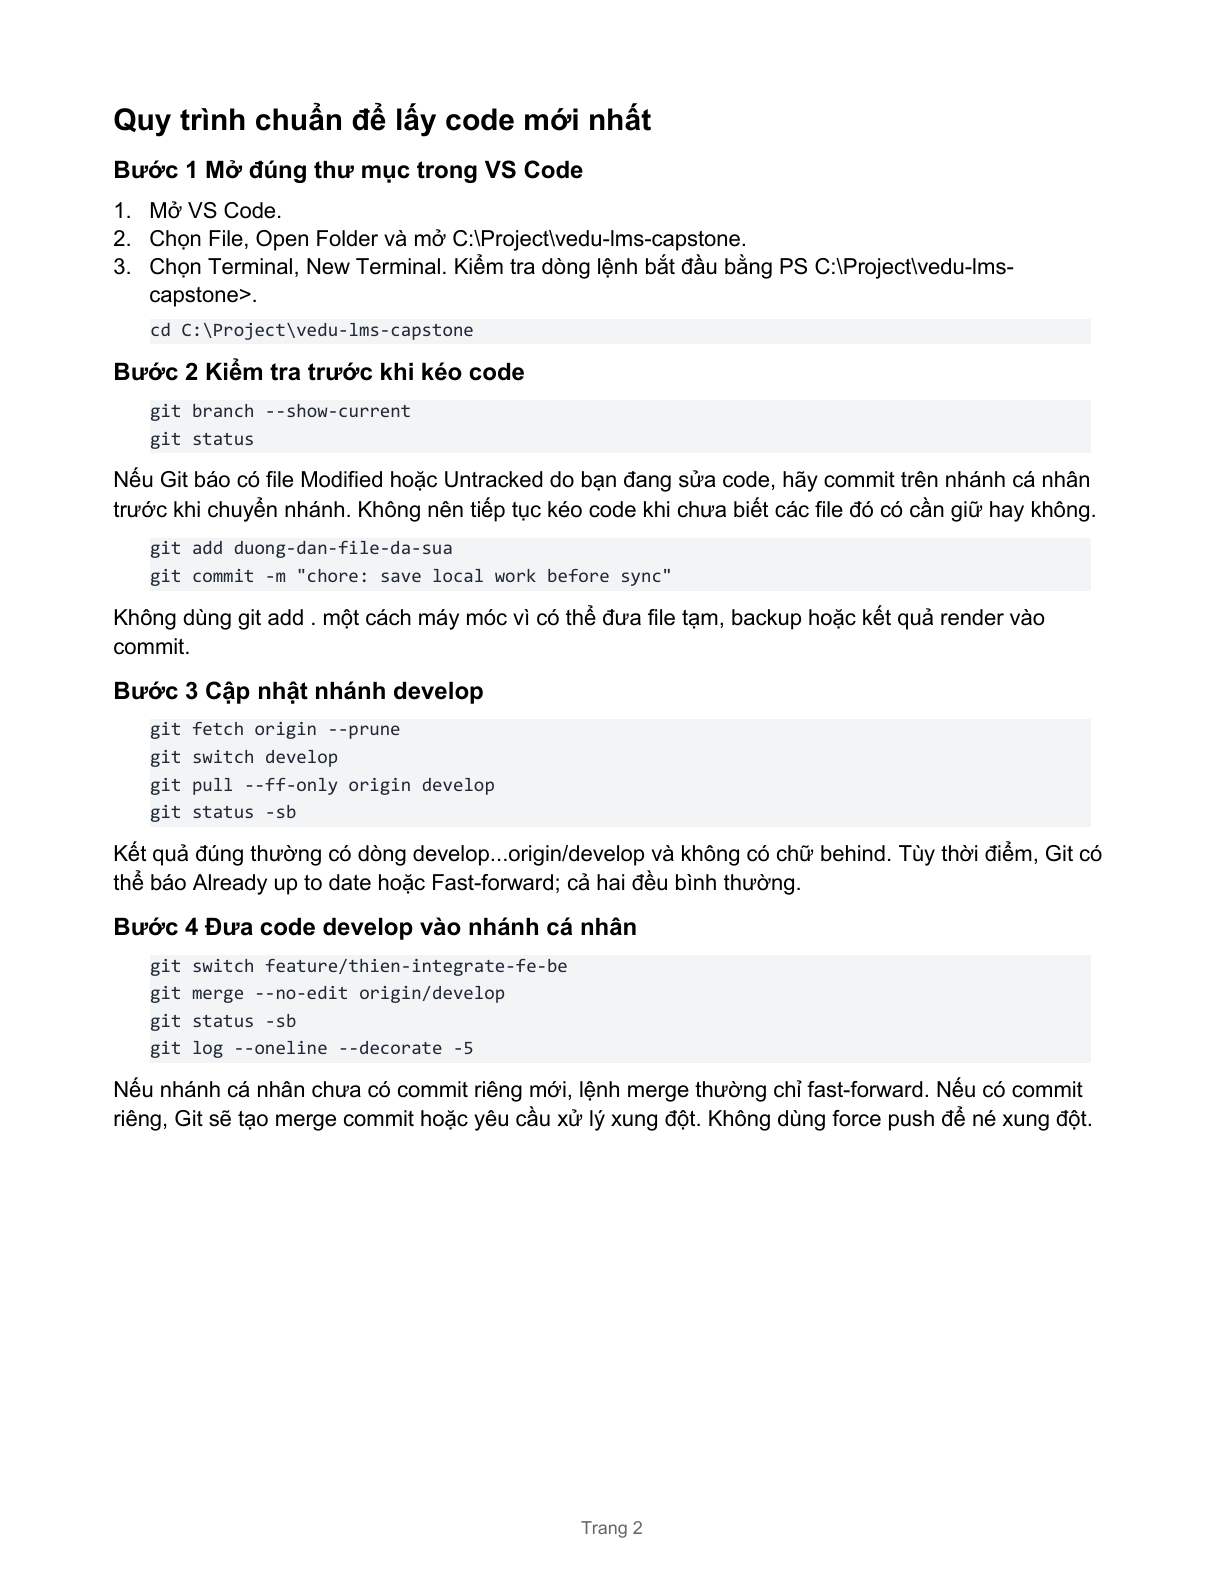 Quy trình chuẩn để lấy code mới nhất
Bước 1 Mở đúng thư mục trong VS Code
1. Mở VS Code.
2. Chọn File, Open Folder và mở C:\Project\vedu-lms-capstone.
3. Chọn Terminal, New Terminal. Kiểm tra dòng lệnh bắt đầu bằng PS C:\Project\vedu-lms-
capstone>.
cd C:\Project\vedu-lms-capstone
Bước 2 Kiểm tra trước khi kéo code
git branch --show-current
git status
Nếu Git báo có file Modified hoặc Untracked do bạn đang sửa code, hãy commit trên nhánh cá nhân
trước khi chuyển nhánh. Không nên tiếp tục kéo code khi chưa biết các file đó có cần giữ hay không.
git add duong-dan-file-da-sua
git commit -m "chore: save local work before sync"
Không dùng git add . một cách máy móc vì có thể đưa file tạm, backup hoặc kết quả render vào
commit.
Bước 3 Cập nhật nhánh develop
git fetch origin --prune
git switch develop
git pull --ff-only origin develop
git status -sb
Kết quả đúng thường có dòng develop...origin/develop và không có chữ behind. Tùy thời điểm, Git có
thể báo Already up to date hoặc Fast-forward; cả hai đều bình thường.
Bước 4 Đưa code develop vào nhánh cá nhân
git switch feature/thien-integrate-fe-be
git merge --no-edit origin/develop
git status -sb
git log --oneline --decorate -5
Nếu nhánh cá nhân chưa có commit riêng mới, lệnh merge thường chỉ fast-forward. Nếu có commit
riêng, Git sẽ tạo merge commit hoặc yêu cầu xử lý xung đột. Không dùng force push để né xung đột.
Trang 2